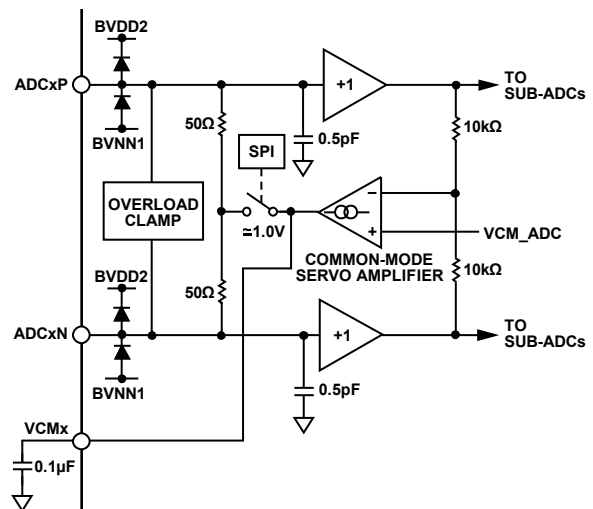 BVDD2
ADCxP
BVNN1
+1
TO
SUB-ADCs
50Ω
0.5pF
10kΩ
SPI
OVERLOAD
CLAMP
≃1.0V
−
+
VCM_ADC
COMMON-MODE
SERVO AMPLIFIER
BVDD2
50Ω
10kΩ
ADCxN
+1
TO
SUB-ADCs
BVNN1
0.5pF
VCMx
0.1µF